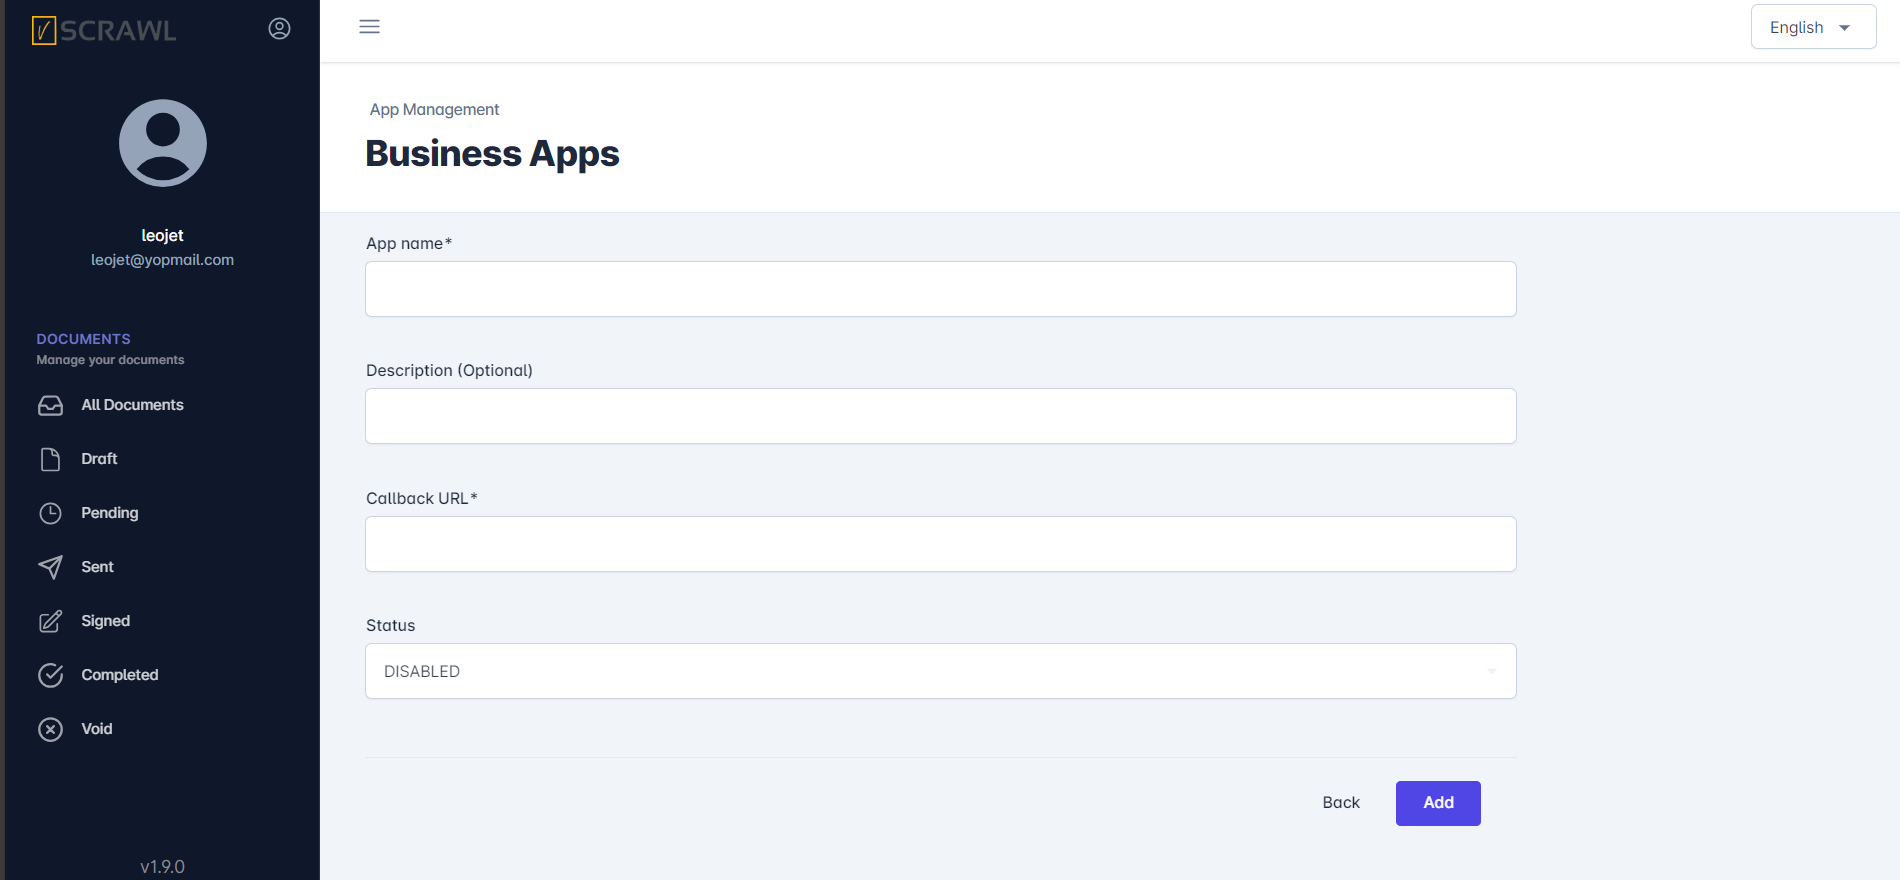 SCRAWL
leojet
leojet@yopmail.com
DOCUMENTS
Manage your documents
All Documents
Draft
Pending
Sent
Signed
Completed
Void
v1.9.0
English
App Management
Business Apps
App name*
Description (Optional)
Callback URL*
Status
DISABLED
Back
Add